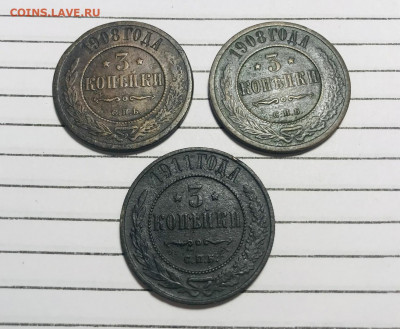 COINS.LAVE.RU
1908 ГОДА
3
КОПѢЙКИ
С.П.Б.
1908 ГОДА
3
КОПѢЙКИ
С.П.Б.
1911 ГОДА
3
КОПѢЙКИ
С.П.Б.